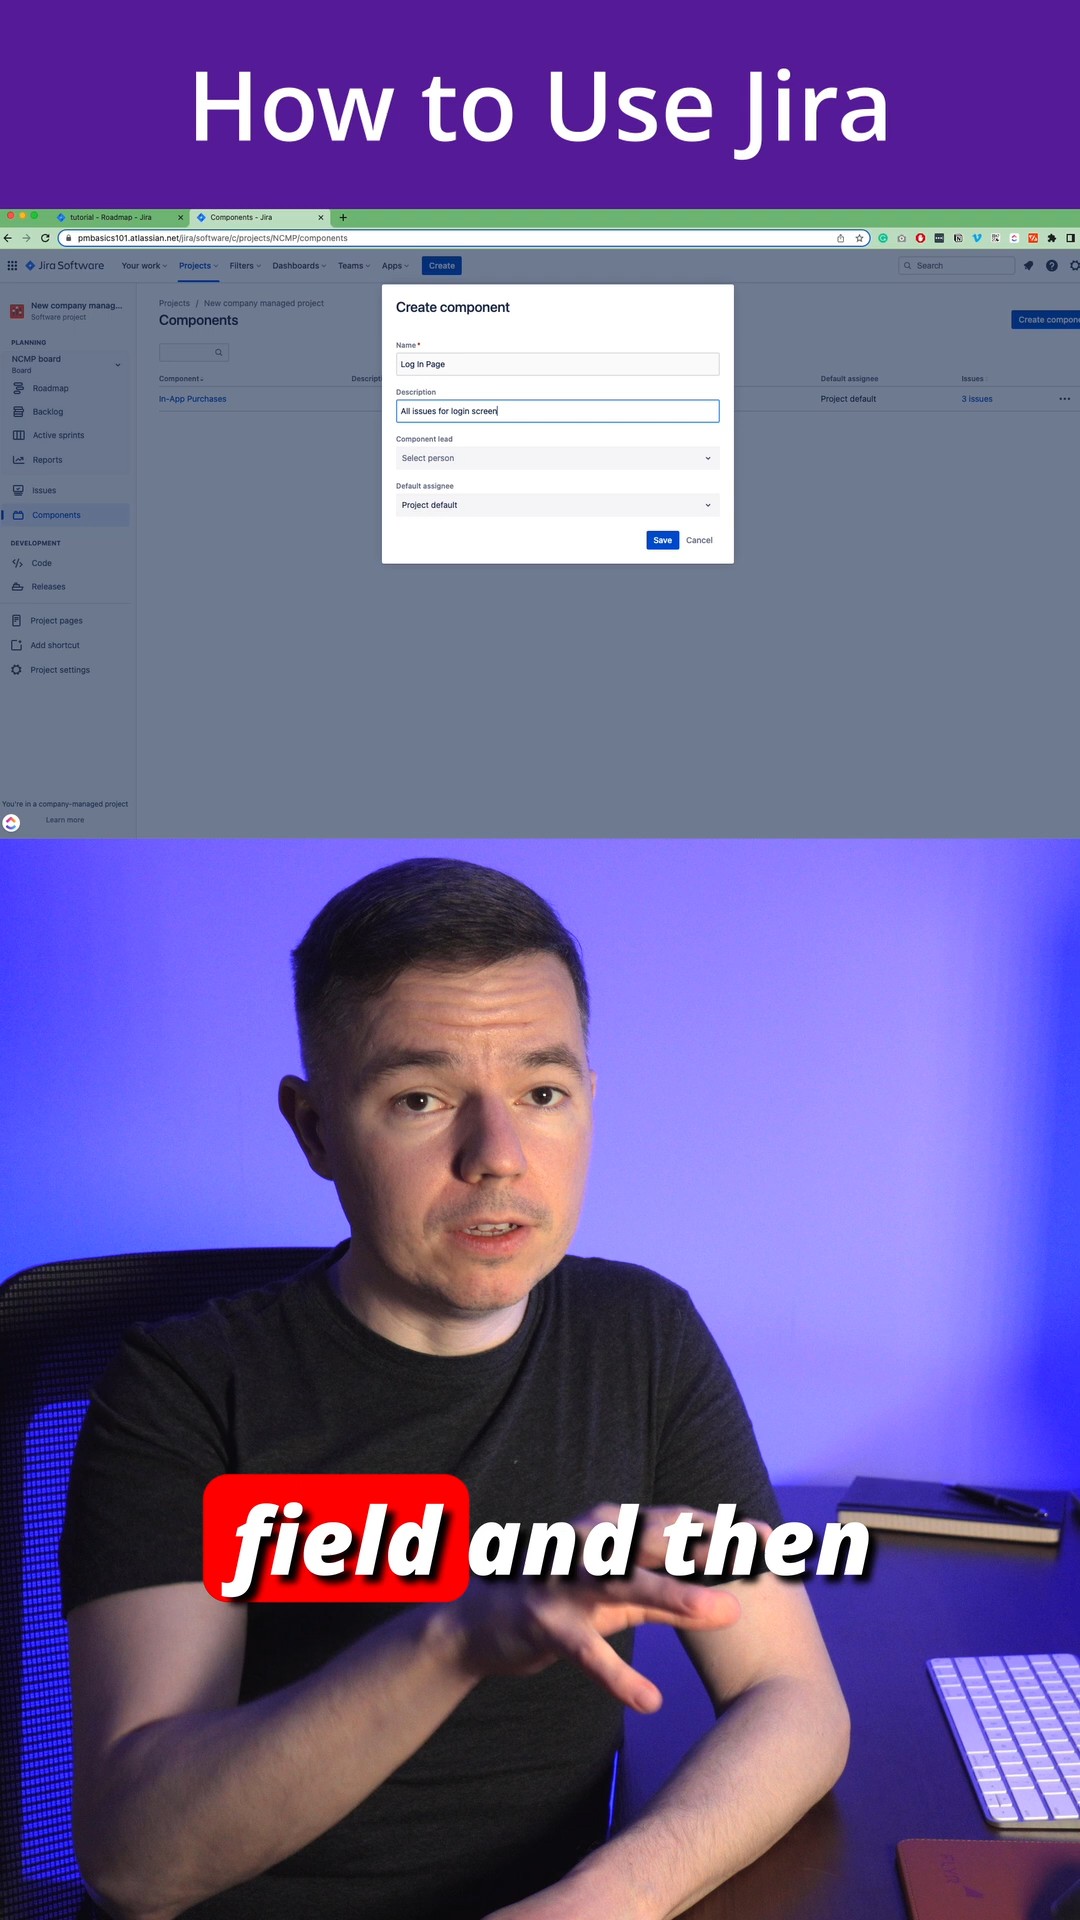 How to Use Jira
tutorial - Roadmap - Jira
Components - Jira
pmbasics101.atlassian.net/jira/software/c/projects/NCMP/components
Jira Software
Your work
Projects
Filters
Dashboards
Teams
Apps
Create
Search
New company manag...
Software project
Projects / New company managed project
Components
Create compone
PLANNING
NCMP board
Board
Roadmap
Backlog
Active sprints
Reports
Issues
Components
DEVELOPMENT
Code
Releases
Project pages
Add shortcut
Project settings
You're in a company-managed project
Learn more
Component
Descripti
Default assignee
Issues
In-App Purchases
Project default
3 issues
Create component
Name*
Log In Page
Description
All issues for login screen
Component lead
Select person
Default assignee
Project default
Save
Cancel
field and then